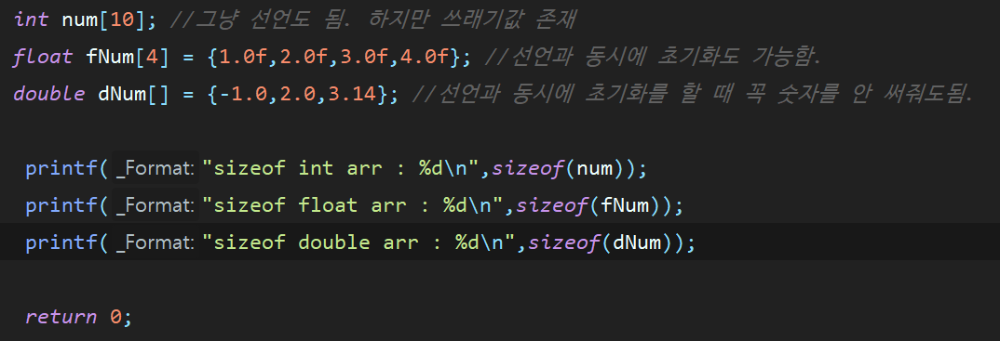 int num[10]; //그냥 선언도 됨. 하지만 쓰래기값 존재
float fNum[4] = {1.0f,2.0f,3.0f,4.0f}; //선언과 동시에 초기화도 가능함.
double dNum[] = {-1.0,2.0,3.14}; //선언과 동시에 초기화를 할 때 꼭 숫자를 안 써줘도됨.
printf( _Format: "sizeof int arr : %d\n",sizeof(num));
printf( _Format: "sizeof float arr : %d\n",sizeof(fNum));
printf( _Format: "sizeof double arr : %d\n",sizeof(dNum));
return 0;